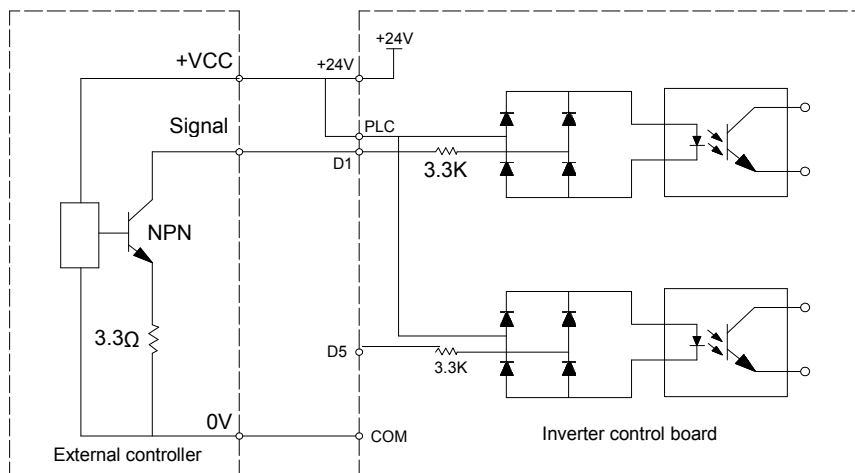 +24V
+VCC
+24V
Signal
PLC
D1
3.3K
NPN
3.3Ω
D5
3.3K
0V
COM
External controller
Inverter control board